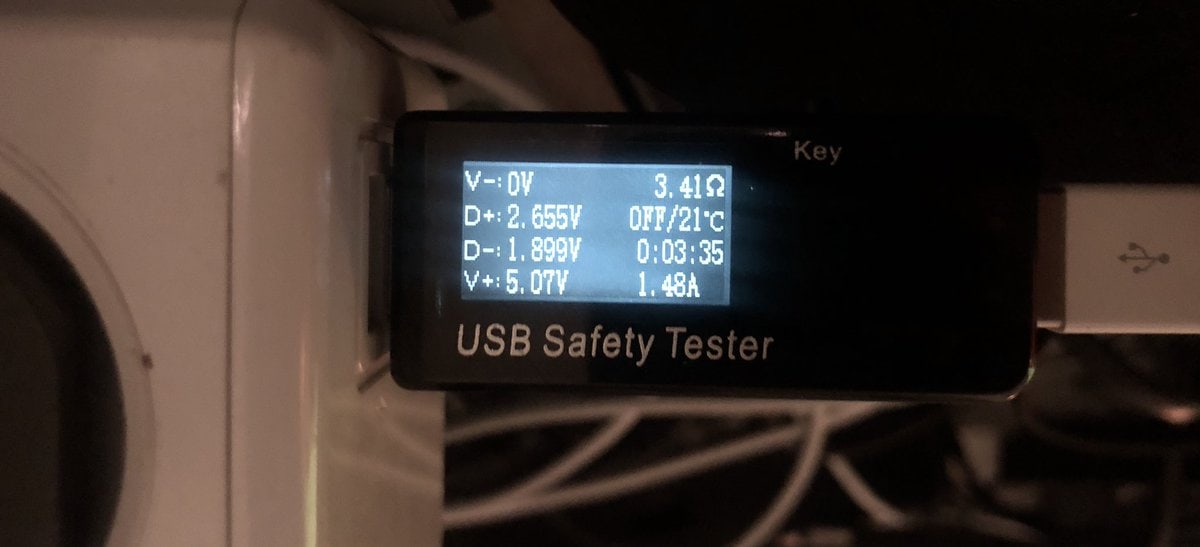 Key
V-:0V 3.41Ω
D+:2.655V OFF/21℃
D-:1.899V 0:03:35
V+:5.07V 1.48A
USB Safety Tester